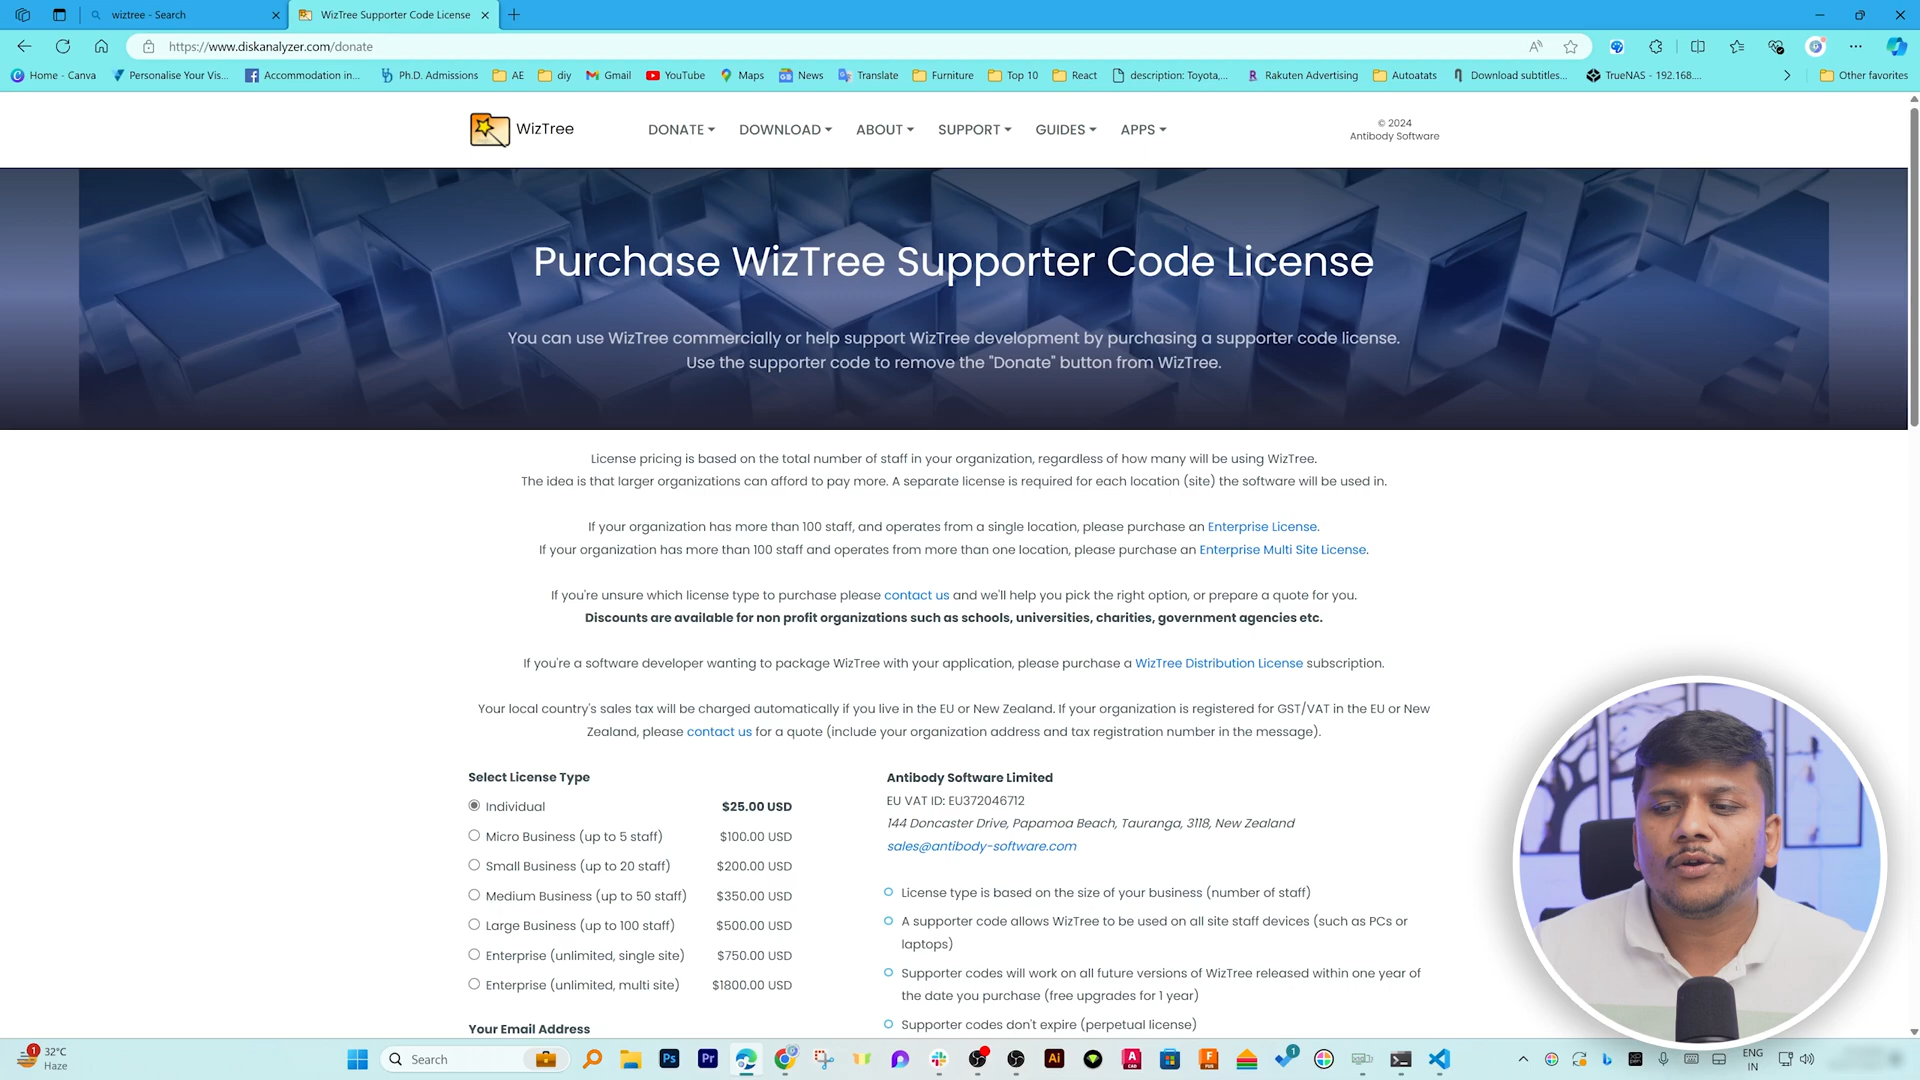 wiztree - Search
WizTree Supporter Code License
https://www.diskanalyzer.com/donate
Home - Canva
Personalise Your Vis...
Accommodation in...
Ph.D. Admissions
AE
diy
Gmail
YouTube
Maps
News
Translate
Furniture
Top 10
React
description: Toyota,...
Rakuten Advertising
Autoatats
Download subtitles...
TrueNAS - 192.168....
Other favorites
WizTree
DONATE
DOWNLOAD
ABOUT
SUPPORT
GUIDES
APPS
© 2024
Antibody Software
Purchase WizTree Supporter Code License
You can use WizTree commercially or help support WizTree development by purchasing a supporter code license.
Use the supporter code to remove the "Donate" button from WizTree.
License pricing is based on the total number of staff in your organization, regardless of how many will be using WizTree.
The idea is that larger organizations can afford to pay more. A separate license is required for each location (site) the software will be used in.
If your organization has more than 100 staff, and operates from a single location, please purchase an Enterprise License.
If your organization has more than 100 staff and operates from more than one location, please purchase an Enterprise Multi Site License.
If you're unsure which license type to purchase please contact us and we'll help you pick the right option, or prepare a quote for you.
Discounts are available for non profit organizations such as schools, universities, charities, government agencies etc.
If you're a software developer wanting to package WizTree with your application, please purchase a WizTree Distribution License subscription.
Your local country's sales tax will be charged automatically if you live in the EU or New Zealand. If your organization is registered for GST/VAT in the EU or New
Zealand, please contact us for a quote (include your organization address and tax registration number in the message).
Select License Type
Individual $25.00 USD
Micro Business (up to 5 staff) $100.00 USD
Small Business (up to 20 staff) $200.00 USD
Medium Business (up to 50 staff) $350.00 USD
Large Business (up to 100 staff) $500.00 USD
Enterprise (unlimited, single site) $750.00 USD
Enterprise (unlimited, multi site) $1800.00 USD
Your Email Address
Antibody Software Limited
EU VAT ID: EU372046712
144 Doncaster Drive, Papamoa Beach, Tauranga, 3118, New Zealand
sales@antibody-software.com
License type is based on the size of your business (number of staff)
A supporter code allows WizTree to be used on all site staff devices (such as PCs or
laptops)
Supporter codes will work on all future versions of WizTree released within one year of
the date you purchase (free upgrades for 1 year)
Supporter codes don't expire (perpetual license)
1
32°C
Haze
Search
Ps
Pr
Ai
1
ENG
IN